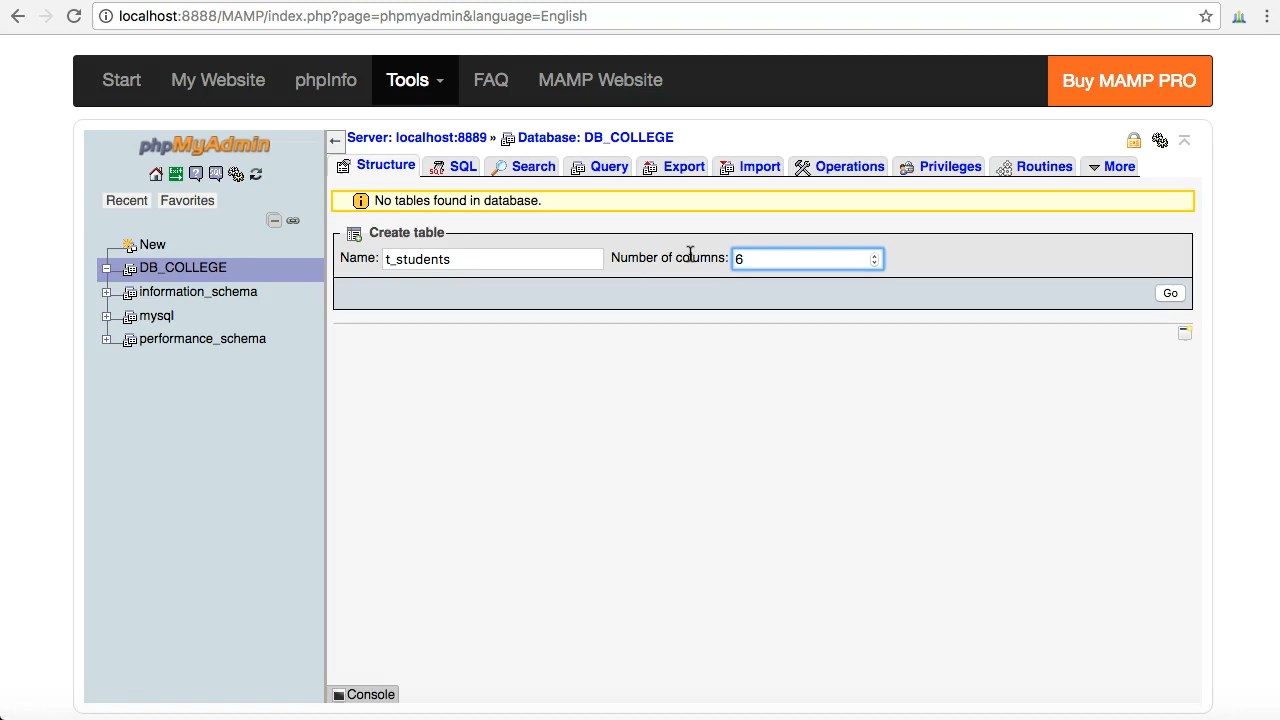 localhost:8888/MAMP/index.php?page=phpmyadmin&language=English
Start My Website phpInfo Tools FAQ MAMP Website Buy MAMP PRO
phpMyAdmin
Recent Favorites
New
DB_COLLEGE
information_schema
mysql
performance_schema
Server: localhost:8889 » Database: DB_COLLEGE
Structure SQL Search Query Export Import Operations Privileges Routines More
No tables found in database.
Create table
Name: t_students Number of columns: 6
Go
Console